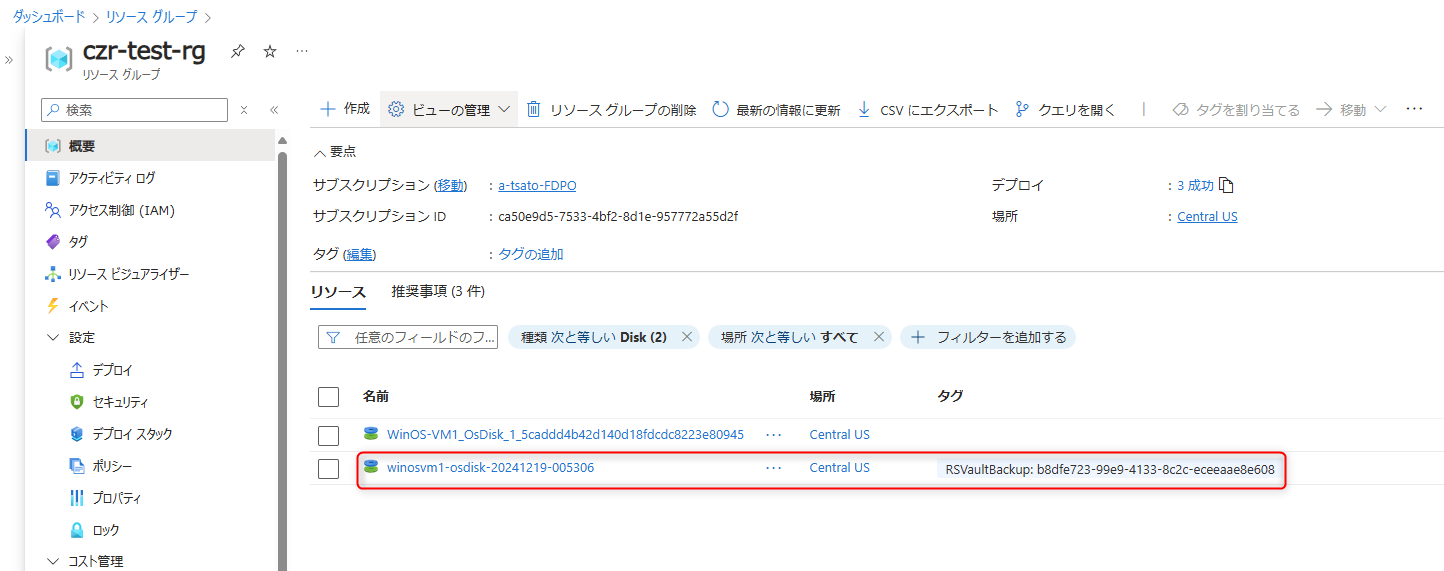 ダッシュボード > リソース グループ >
czr-test-rg
リソース グループ
検索
概要
アクティビティ ログ
アクセス制御 (IAM)
タグ
リソース ビジュアライザー
イベント
設定
デプロイ
セキュリティ
デプロイ スタック
ポリシー
プロパティ
ロック
コスト管理
作成 ビューの管理 リソース グループの削除 最新の情報に更新 CSV にエクスポート クエリを開く タグを割り当てる 移動 ...
要点
サブスクリプション (移動) : a-tsato-FDPO
サブスクリプション ID : ca50e9d5-7533-4bf2-8d1e-957772a55d2f
タグ (編集) : タグの追加
デプロイ : 3 成功
場所 : Central US
リソース 推奨事項 (3 件)
任意のフィールドのフ... 種類 次と等しい Disk (2) 場所 次と等しい すべて フィルターを追加する
名前 場所 タグ
WinOS-VM1_OsDisk_1_5caddd4b42d140d18fdcdc8223e80945 ... Central US
winosvm1-osdisk-20241219-005306 ... Central US RSVaultBackup: b8dfe723-99e9-4133-8c2c-eceeaae8e608